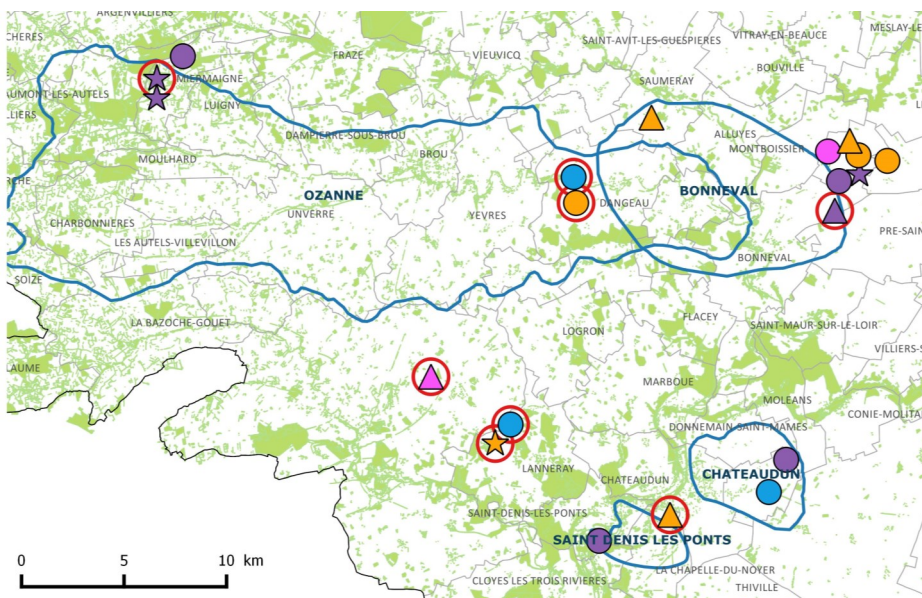 ARGENVILLIERS
MESLAY-LE
CHERES
FRAZE
VIEUVICQ
SAINT-AVIT-LES-GUESPIERES
VITRAY-EN-BEAUCE
BOUVILLE
MIERMAIGNE
SAUMERAY
AUMONT-LES-AUTELS
LUIGNY
LLIERS
DAMPIERRE-SOUS-BROU
ALLUYES
MONTBOISSIER
BROU
MOULHARD
RCHE
OZANNE
BONNEVAL
DANGEAU
UNVERRE
YEVRES
CHARBONNIERES
PRE-SAIN
LES AUTELS-VILLEVILLON
BONNEVAL
SOIZE
FLACEY
LA BAZOCHE-GOUET
LOGRON
SAINT-MAUR-SUR-LE-LOIR
VILLIERS-S
LAUME
MARBOUE
MOLEANS
CONIE-MOLITA
DONNEMAIN-SAINT-MAMES
LANNERAY
CHATEAUDUN
CHATEAUDUN
SAINT-DENIS-LES-PONTS
SAINT DENIS LES PONTS
0 5 10 km
LA CHAPELLE-DU-NOYER
CLOYES LES TROIS RIVIERES
THIVILLE